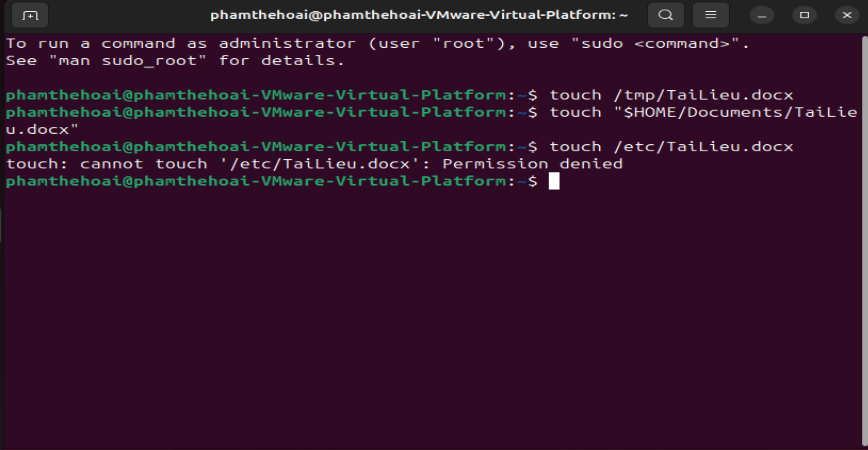 phamthehoai@phamthehoai-VMware-Virtual-Platform: ~
To run a command as administrator (user "root"), use "sudo <command>".
See "man sudo_root" for details.
phamthehoai@phamthehoai-VMware-Virtual-Platform:~$ touch /tmp/TaiLieu.docx
phamthehoai@phamthehoai-VMware-Virtual-Platform:~$ touch "$HOME/Documents/TaiLie
u.docx"
phamthehoai@phamthehoai-VMware-Virtual-Platform:~$ touch /etc/TaiLieu.docx
touch: cannot touch '/etc/TaiLieu.docx': Permission denied
phamthehoai@phamthehoai-VMware-Virtual-Platform:~$